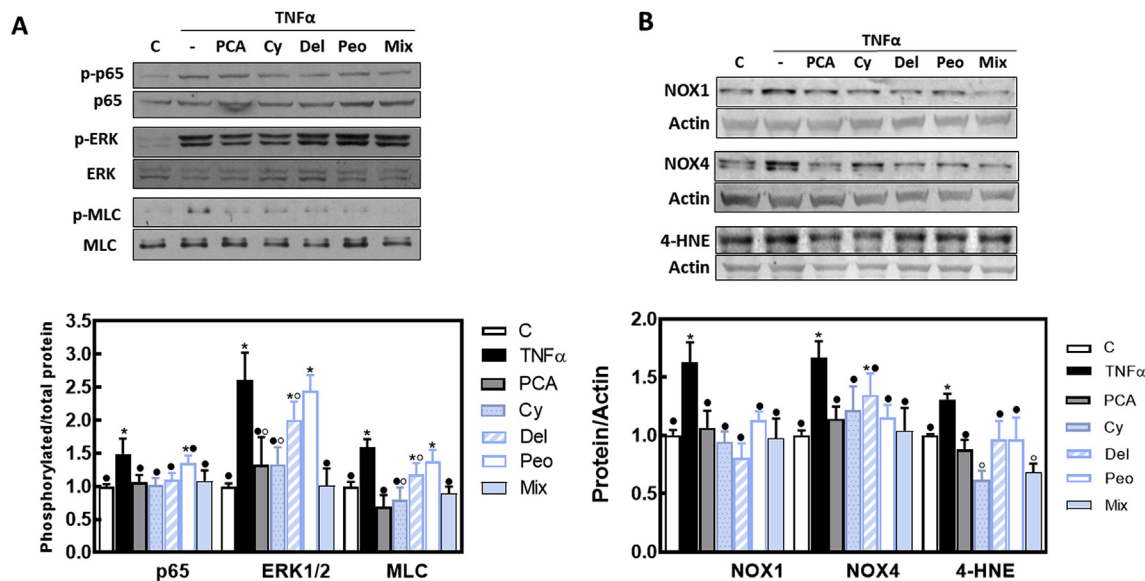 A
TNFα
C - PCA Cy Del Peo Mix
p-p65
p65
p-ERK
ERK
p-MLC
MLC
Phosphorylated/total protein
3.5
3.0
2.5
2.0
1.5
1.0
0.5
0.0
* * * *
*● *○ ●○ ●○ *○ ●○
p65 ERK1/2 MLC
C
TNFα
PCA
Cy
Del
Peo
Mix
B
TNFα
C - PCA Cy Del Peo Mix
NOX1
Actin
NOX4
Actin
4-HNE
Actin
Protein/Actin
2.0
1.5
1.0
0.5
0.0
* * *● *
NOX1 NOX4 4-HNE
C
TNFα
PCA
Cy
Del
Peo
Mix